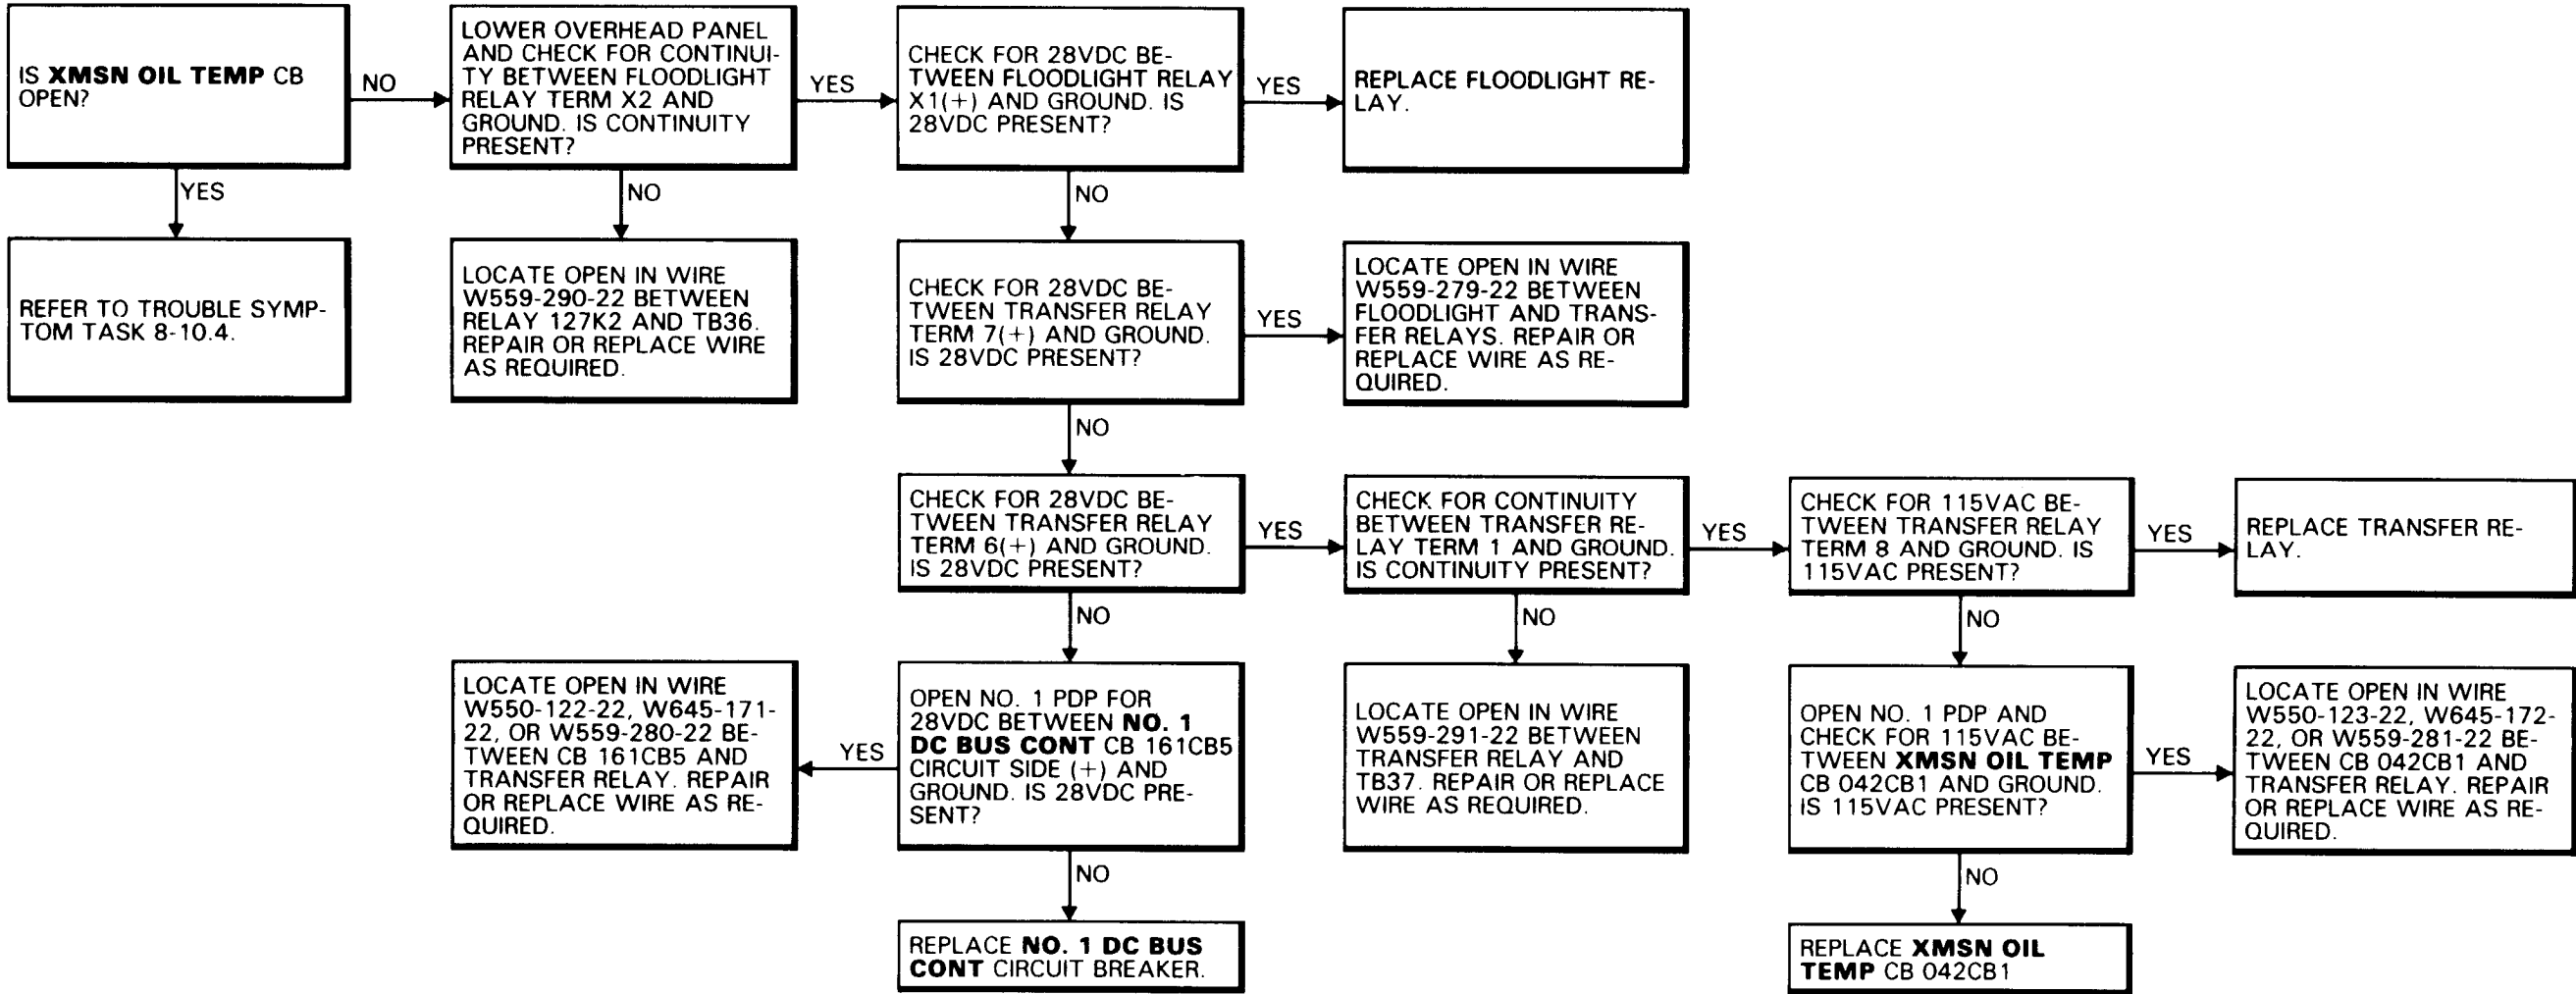 IS XMSN OIL TEMP CB
OPEN?
NO
LOWER OVERHEAD PANEL
AND CHECK FOR CONTINUI-
TY BETWEEN FLOODLIGHT
RELAY TERM X2 AND
GROUND. IS CONTINUITY
PRESENT?
YES
CHECK FOR 28VDC BE-
TWEEN FLOODLIGHT RELAY
X1(+) AND GROUND. IS
28VDC PRESENT?
YES
REPLACE FLOODLIGHT RE-
LAY.
YES
NO
NO
REFER TO TROUBLE SYMP-
TOM TASK 8-10.4.
LOCATE OPEN IN WIRE
W559-290-22 BETWEEN
RELAY 127K2 AND TB36.
REPAIR OR REPLACE WIRE
AS REQUIRED.
CHECK FOR 28VDC BE-
TWEEN TRANSFER RELAY
TERM 7(+) AND GROUND.
IS 28VDC PRESENT?
YES
LOCATE OPEN IN WIRE
W559-279-22 BETWEEN
FLOODLIGHT AND TRANS-
FER RELAYS. REPAIR OR
REPLACE WIRE AS RE-
QUIRED.
NO
CHECK FOR 28VDC BE-
TWEEN TRANSFER RELAY
TERM 6(+) AND GROUND.
IS 28VDC PRESENT?
YES
CHECK FOR CONTINUITY
BETWEEN TRANSFER RE-
LAY TERM 1 AND GROUND.
IS CONTINUITY PRESENT?
YES
CHECK FOR 115VAC BE-
TWEEN TRANSFER RELAY
TERM 8 AND GROUND. IS
115VAC PRESENT?
YES
REPLACE TRANSFER RE-
LAY.
NO
NO
NO
LOCATE OPEN IN WIRE
W550-122-22, W645-171-
22, OR W559-280-22 BE-
TWEEN CB 161CB5 AND
TRANSFER RELAY. REPAIR
OR REPLACE WIRE AS RE-
QUIRED.
YES
OPEN NO. 1 PDP FOR
28VDC BETWEEN NO. 1
DC BUS CONT CB 161CB5
CIRCUIT SIDE (+) AND
GROUND. IS 28VDC PRE-
SENT?
LOCATE OPEN IN WIRE
W559-291-22 BETWEEN
TRANSFER RELAY AND
TB37. REPAIR OR REPLACE
WIRE AS REQUIRED.
OPEN NO. 1 PDP AND
CHECK FOR 115VAC BE-
TWEEN XMSN OIL TEMP
CB 042CB1 AND GROUND.
IS 115VAC PRESENT?
YES
LOCATE OPEN IN WIRE
W550-123-22, W645-172-
22, OR W559-281-22 BE-
TWEEN CB 042CB1 AND
TRANSFER RELAY. REPAIR
OR REPLACE WIRE AS RE-
QUIRED.
NO
NO
REPLACE NO. 1 DC BUS
CONT CIRCUIT BREAKER.
REPLACE XMSN OIL
TEMP CB 042CB1